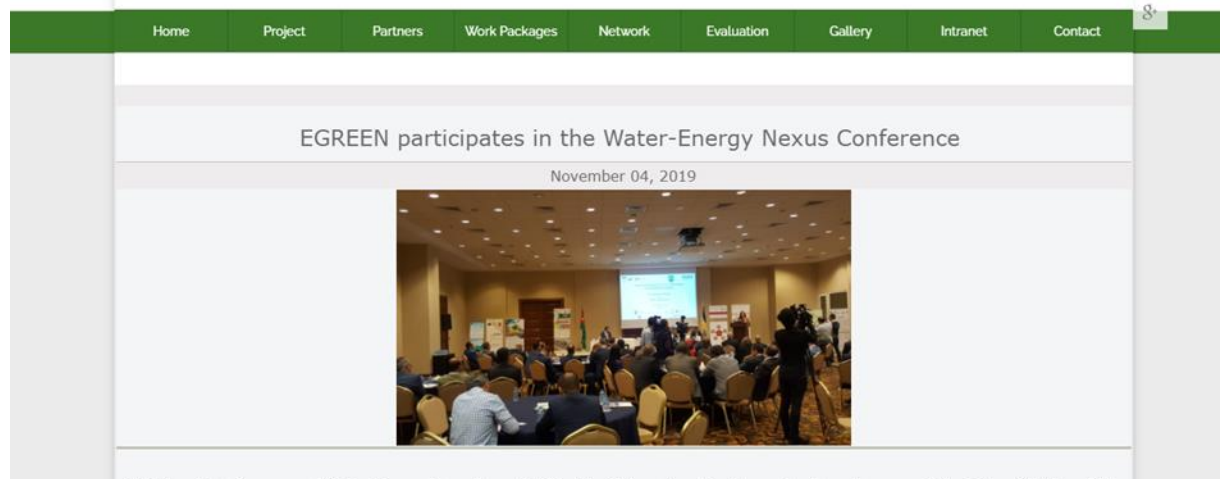 g+
Home Project Partners Work Packages Network Evaluation Gallery Intranet Contact
EGREEN participates in the Water-Energy Nexus Conference
November 04, 2019